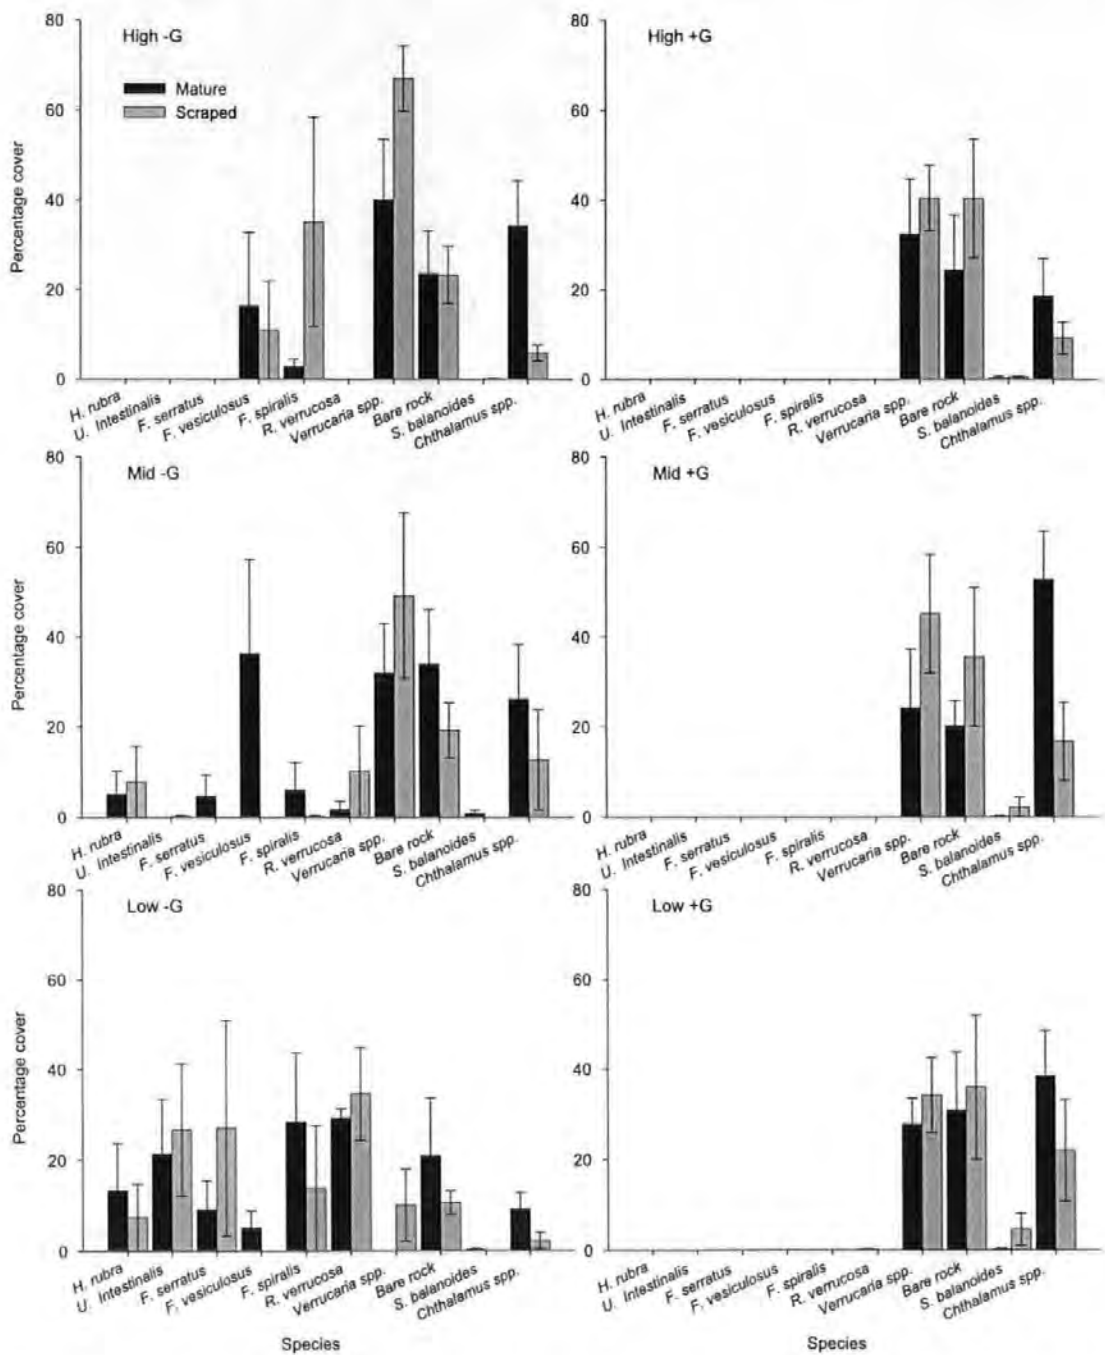 80
60
40
20
0
Percentage cover
High -G
Mature
Scraped
H. rubra
U. Intestinalis
F. serratus
F. vesiculosus
F. spiralis
R. verrucosa
Verrucaria spp.
Bare rock
S. balanoides
Chthalamus spp.
80
60
40
20
0
High +G
H. rubra
U. Intestinalis
F. serratus
F. vesiculosus
F. spiralis
R. verrucosa
Verrucaria spp.
Bare rock
S. balanoides
Chthalamus spp.
80
60
40
20
0
Percentage cover
Mid -G
H. rubra
U. Intestinalis
F. serratus
F. vesiculosus
F. spiralis
R. verrucosa
Verrucaria spp.
Bare rock
S. balanoides
Chthalamus spp.
80
60
40
20
0
Mid +G
H. rubra
U. Intestinalis
F. serratus
F. vesiculosus
F. spiralis
R. verrucosa
Verrucaria spp.
Bare rock
S. balanoides
Chthalamus spp.
80
60
40
20
0
Percentage cover
Low -G
H. rubra
U. Intestinalis
F. serratus
F. vesiculosus
F. spiralis
R. verrucosa
Verrucaria spp.
Bare rock
S. balanoides
Chthalamus spp.
Species
80
60
40
20
0
Low +G
H. rubra
U. Intestinalis
F. serratus
F. vesiculosus
F. spiralis
R. verrucosa
Verrucaria spp.
Bare rock
S. balanoides
Chthalamus spp.
Species